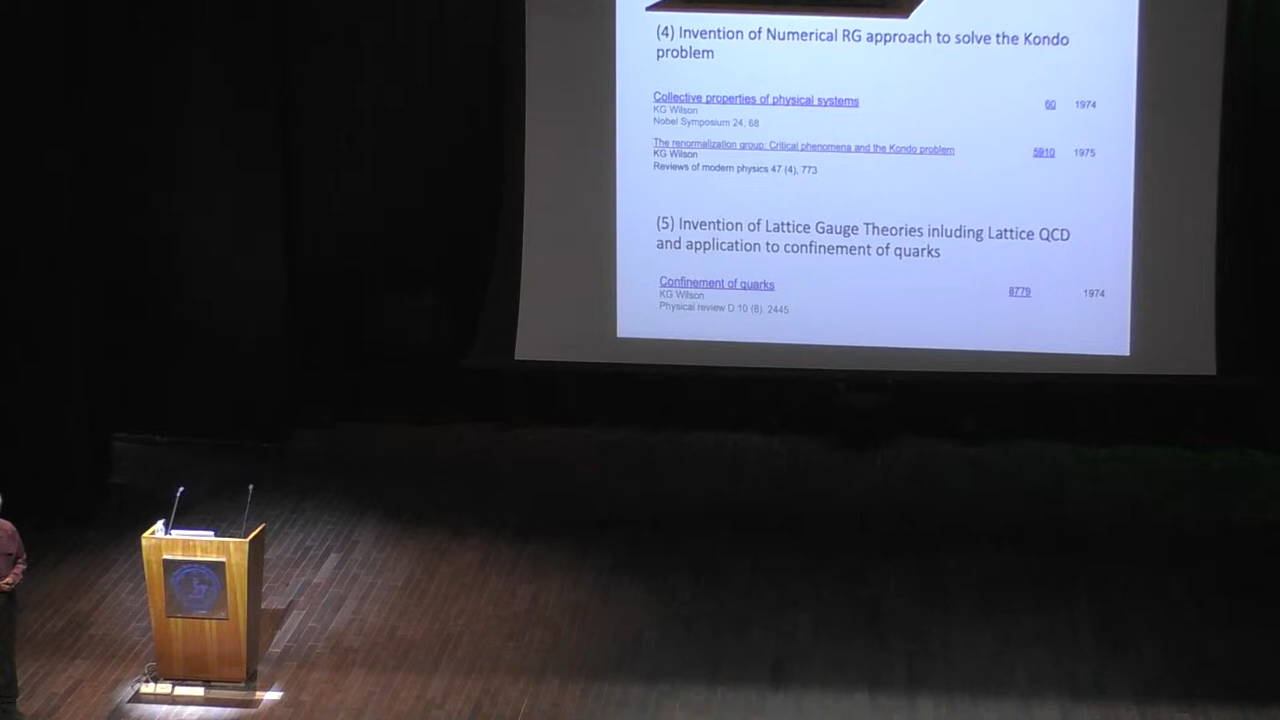 (4) Invention of Numerical RG approach to solve the Kondo
problem
Collective properties of physical systems 60 1974
KG Wilson
Nobel Symposium 24, 68
The renormalization group: Critical phenomena and the Kondo problem 5910 1975
KG Wilson
Reviews of modern physics 47 (4), 773
(5) Invention of Lattice Gauge Theories inluding Lattice QCD
and application to confinement of quarks
Confinement of quarks 8779 1974
KG Wilson
Physical review D 10 (8), 2445